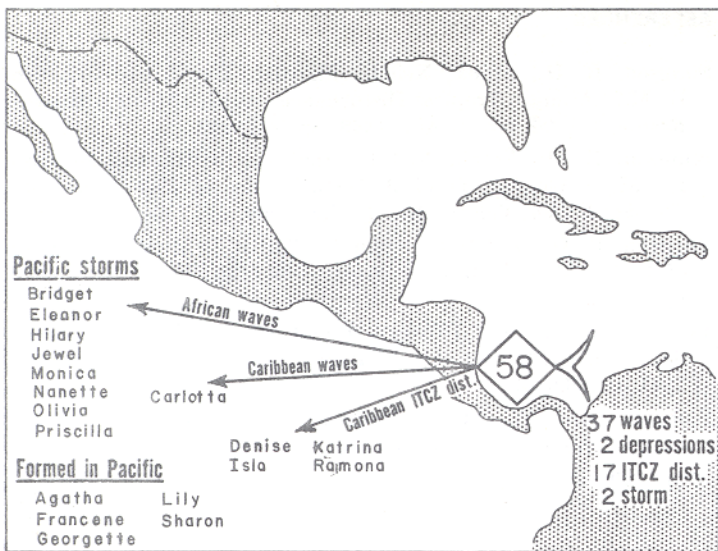 Pacific storms
Bridget
Eleanor
Hilary
Jewel
Monica
Nanette
Olivia
Priscilla
African waves
Caribbean waves
Carlotta
Caribbean ITCZ dist.
Denise Katrina
Isla Ramona
58
37 waves
2 depressions
17 ITCZ dist.
2 storm
Formed in Pacific
Agatha Lily
Francene Sharon
Georgette